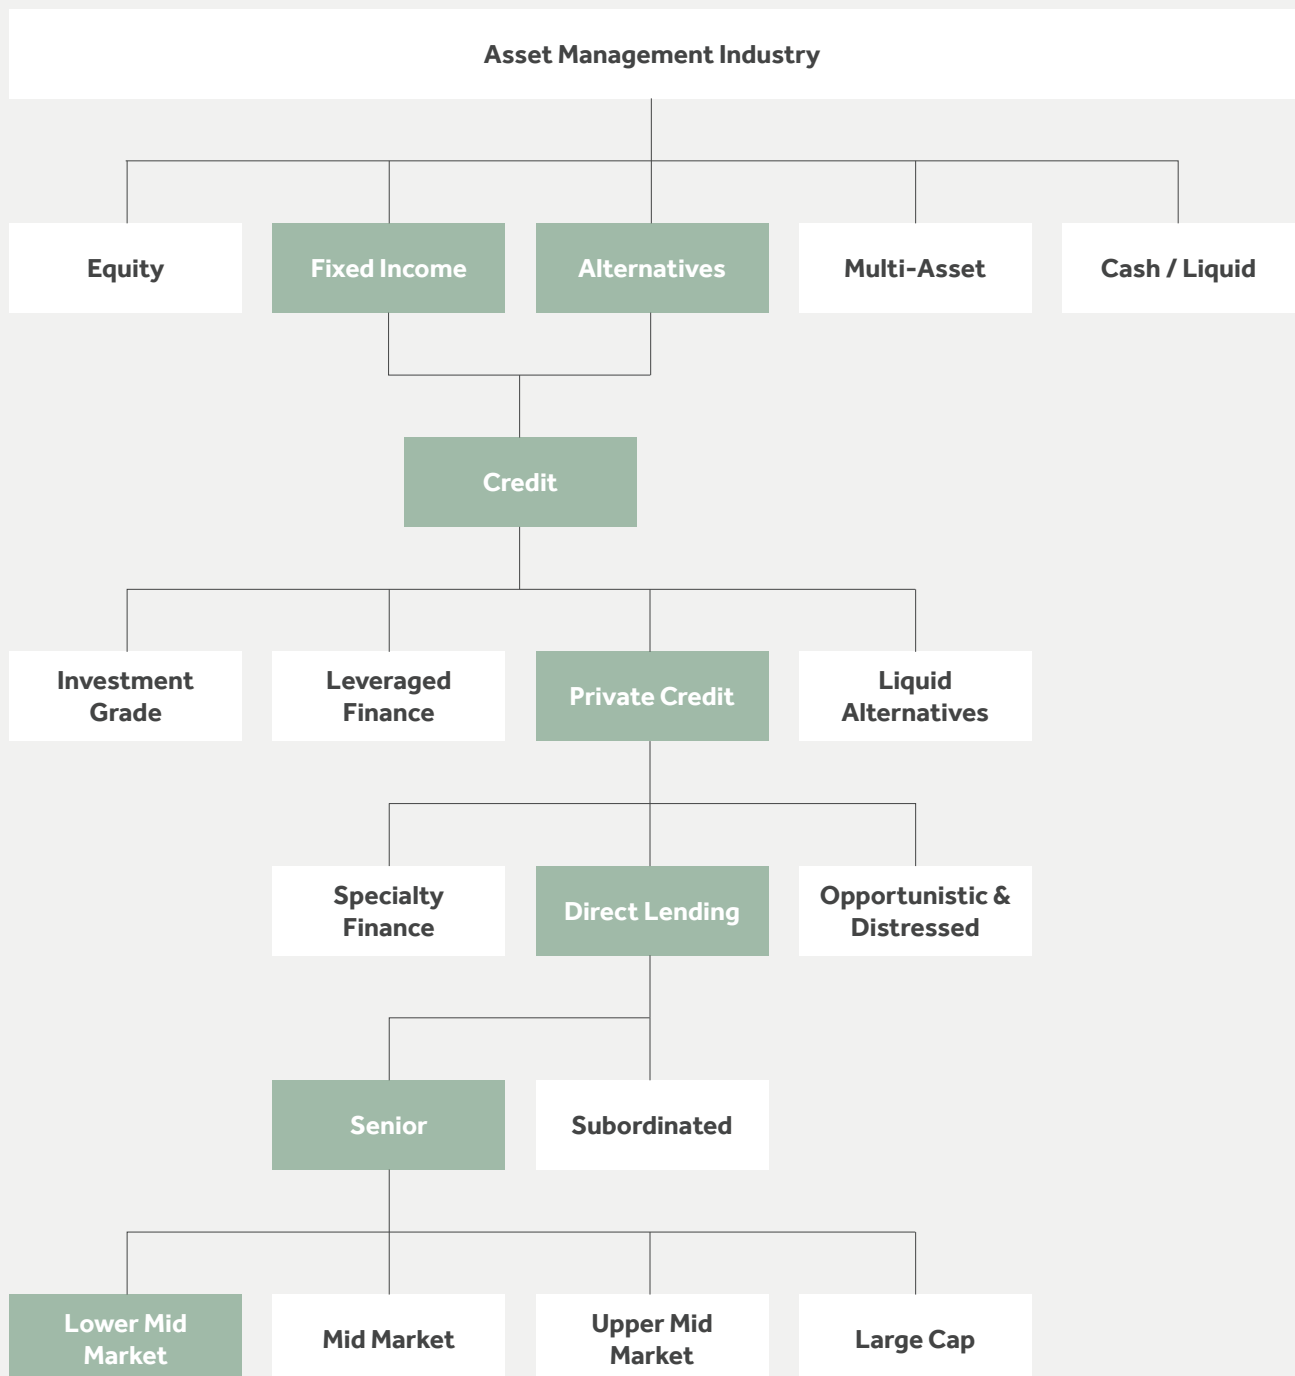 Asset Management Industry
Equity
Fixed Income
Alternatives
Multi-Asset
Cash / Liquid
Credit
Investment
Grade
Leveraged
Finance
Private Credit
Liquid
Alternatives
Specialty
Finance
Direct Lending
Opportunistic &
Distressed
Senior
Subordinated
Lower Mid
Market
Mid Market
Upper Mid
Market
Large Cap